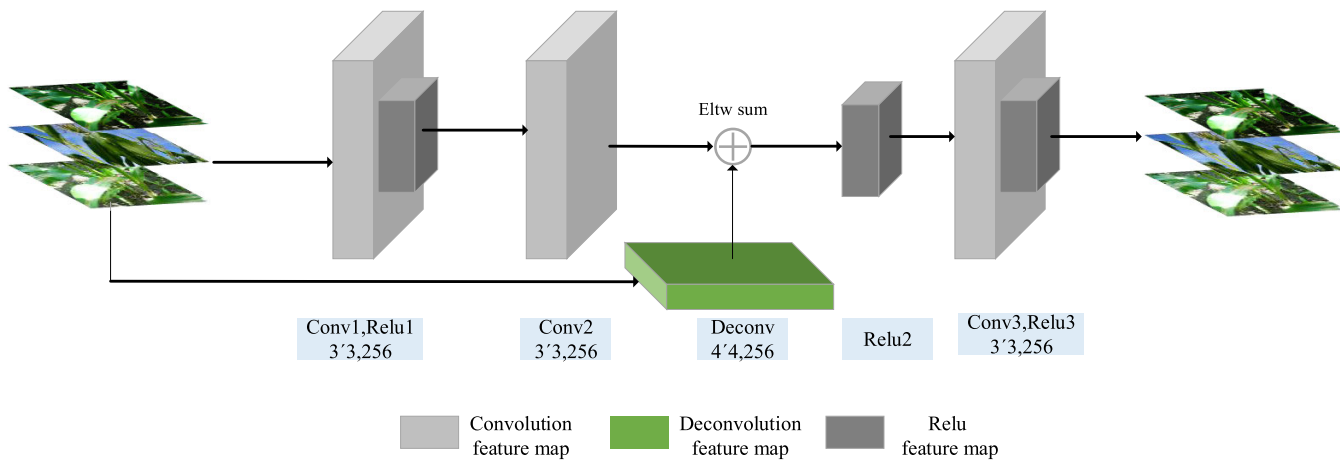 Eltw sum
Conv1,Relu1
3´3,256
Conv2
3´3,256
Deconv
4´4,256
Relu2
Conv3,Relu3
3´3,256
Convolution
feature map
Deconvolution
feature map
Relu
feature map